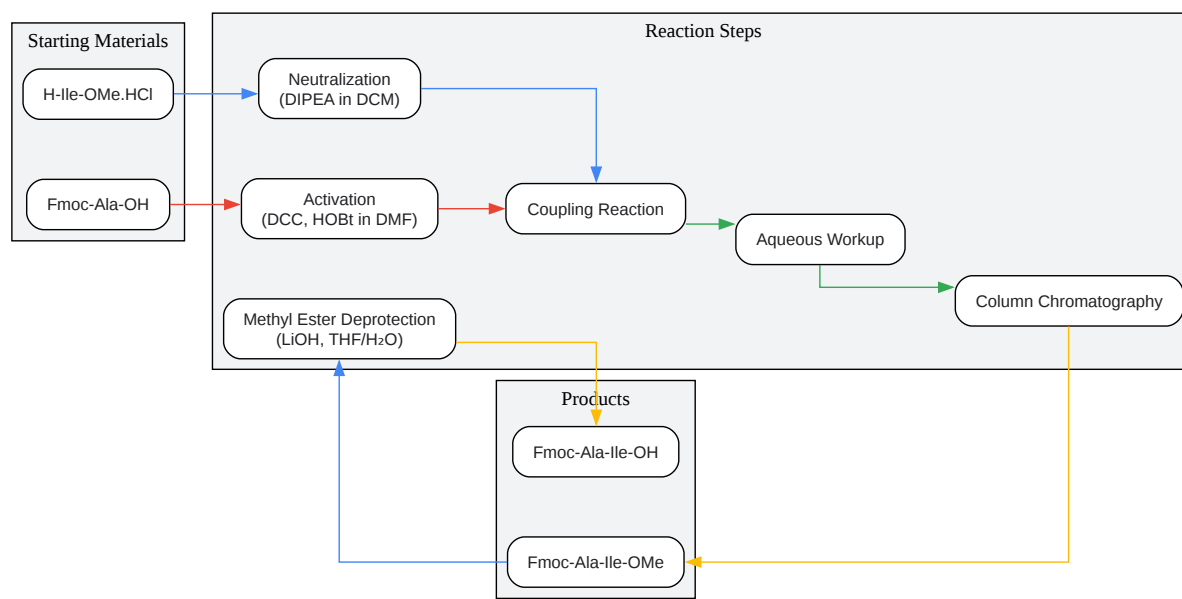 Starting Materials
H-Ile-OMe.HCl
Fmoc-Ala-OH
Reaction Steps
Neutralization
(DIPEA in DCM)
Activation
(DCC, HOBt in DMF)
Coupling Reaction
Aqueous Workup
Column Chromatography
Methyl Ester Deprotection
(LiOH, THF/H₂O)
Products
Fmoc-Ala-Ile-OH
Fmoc-Ala-Ile-OMe